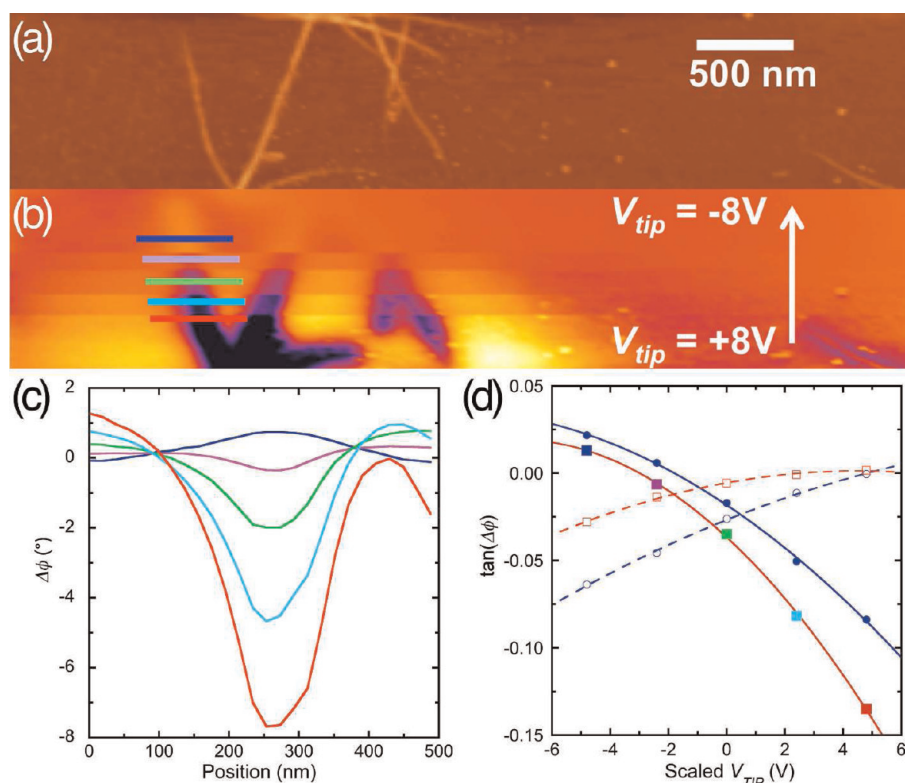 (a)
500 nm
(b)
V_tip = -8V
V_tip = +8V
(c)
2
1
0
-2
-4
-6
-8
Δϕ (°)
0
100
200
300
400
500
Position (nm)
(d)
0.05
0.00
-0.05
-0.10
-0.15
tan(Δϕ)
-6
-4
-2
0
2
4
6
Scaled V_TIP (V)